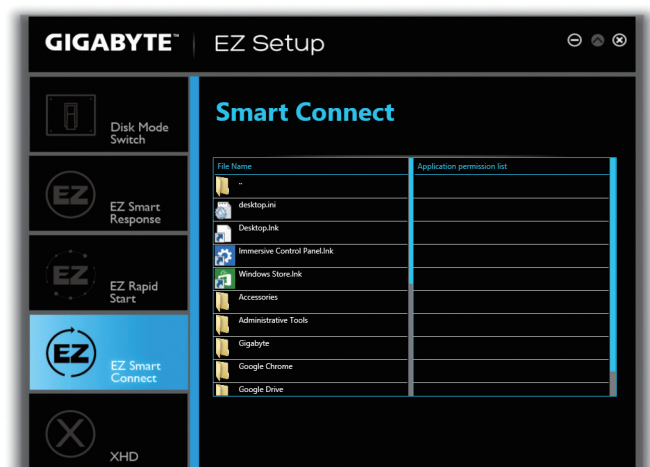 GIGABYTE™ EZ Setup
Smart Connect
Disk Mode
Switch
EZ
EZ Smart
Response
EZ
EZ Rapid
Start
EZ
EZ Smart
Connect
XHD
File Name Application permission list
..
desktop.ini
Desktop.lnk
Immersive Control Panel.lnk
Windows Store.lnk
Accessories
Administrative Tools
Gigabyte
Google Chrome
Google Drive